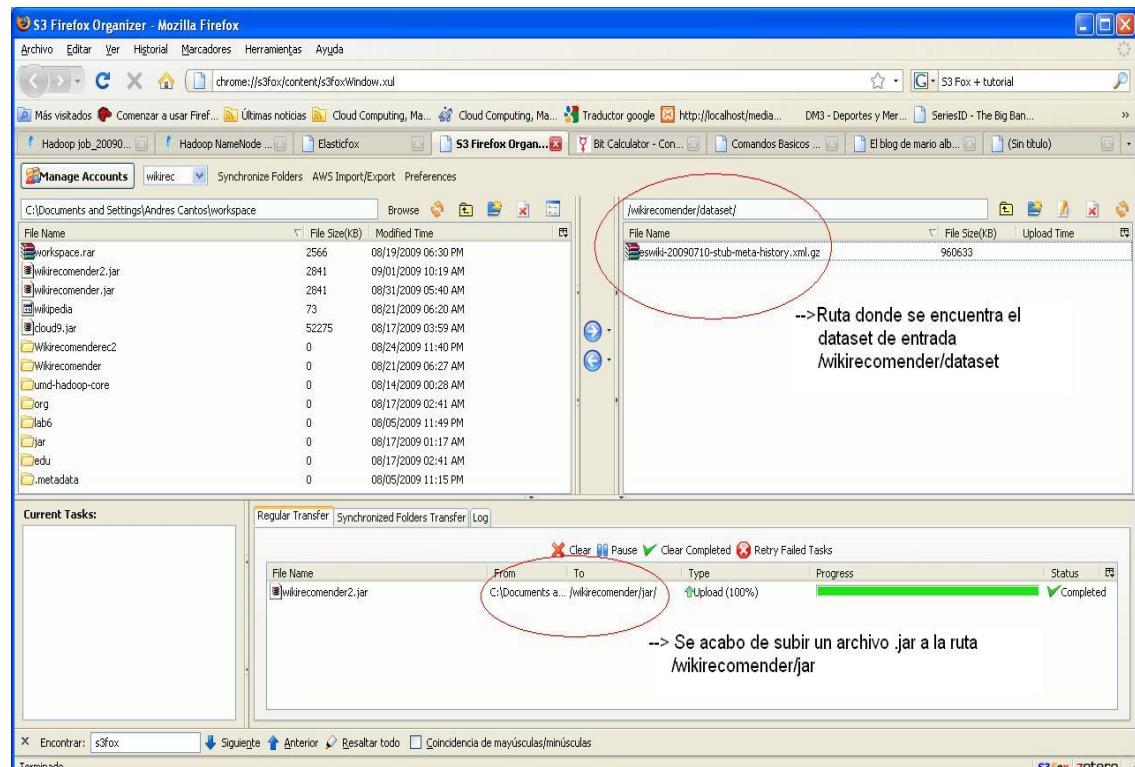 S3 Firefox Organizer - Mozilla Firefox
Archivo Editar Ver Historial Marcadores Herramientas Ayuda
chrome://s3fox/content/s3foxWindow.xul
S3 Fox + tutorial
Más visitados Comenzar a usar Firef... Últimas noticias Cloud Computing, Ma... Cloud Computing, Ma... Traductor google http://localhost/media... DM3 - Deportes y Mer... SeriesID - The Big Ban... »
Hadoop job_20090... Hadoop NameNode ... Elasticfox S3 Firefox Organ... Bit Calculator - Con... Comandos Basicos ... El blog de mario alb... (Sin título)
Manage Accounts wikirec Synchronize Folders AWS Import/Export Preferences
C:\Documents and Settings\Andres Cantos\workspace Browse
File Name File Size(KB) Modified Time
workspace.rar 2566 08/19/2009 06:30 PM
wikirecomender2.jar 2841 09/01/2009 10:19 AM
wikirecomender.jar 2841 08/31/2009 05:40 AM
wikipedia 73 08/21/2009 06:20 AM
cloud9.jar 52275 08/17/2009 03:59 AM
Wikirecomenderec2 0 08/24/2009 11:40 PM
Wikirecomender 0 08/21/2009 06:27 AM
umd-hadoop-core 0 08/14/2009 00:28 AM
org 0 08/17/2009 02:41 AM
lab6 0 08/05/2009 11:49 PM
jar 0 08/17/2009 01:17 AM
edu 0 08/17/2009 02:41 AM
.metadata 0 08/05/2009 11:15 PM
/wikirecomender/dataset/
File Name File Size(KB) Upload Time
eswiki-20090710-stub-meta-history.xml.gz 960633
-->Ruta donde se encuentra el
dataset de entrada
/wikirecomender/dataset
Current Tasks:
Regular Transfer Synchronized Folders Transfer Log
Clear Pause Clear Completed Retry Failed Tasks
File Name From To Type Progress Status
wikirecomender2.jar C:\Documents a... /wikirecomender/jar/ Upload (100%) Completed
--> Se acabo de subir un archivo .jar a la ruta
/wikirecomender/jar
X Encontrar: s3fox Siguiente Anterior Resaltar todo Coincidencia de mayúsculas/minúsculas
Terminado S3Fox zotero